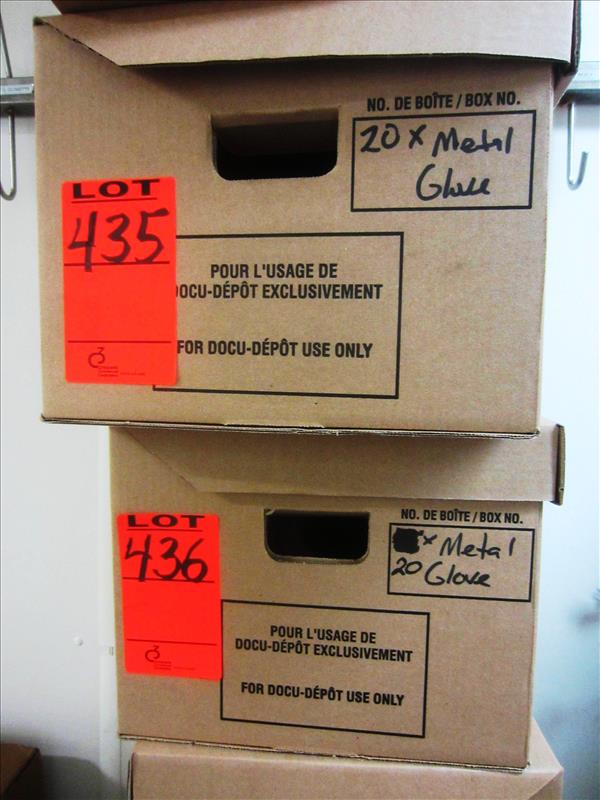 NO. DE BOÎTE / BOX NO.
20 x Metal
Glove
LOT
435
POUR L'USAGE DE
DOCU-DÉPÔT EXCLUSIVEMENT
FOR DOCU-DÉPÔT USE ONLY
NO. DE BOÎTE / BOX NO.
x Metal
20 Glove
LOT
436
POUR L'USAGE DE
DOCU-DÉPÔT EXCLUSIVEMENT
FOR DOCU-DÉPÔT USE ONLY